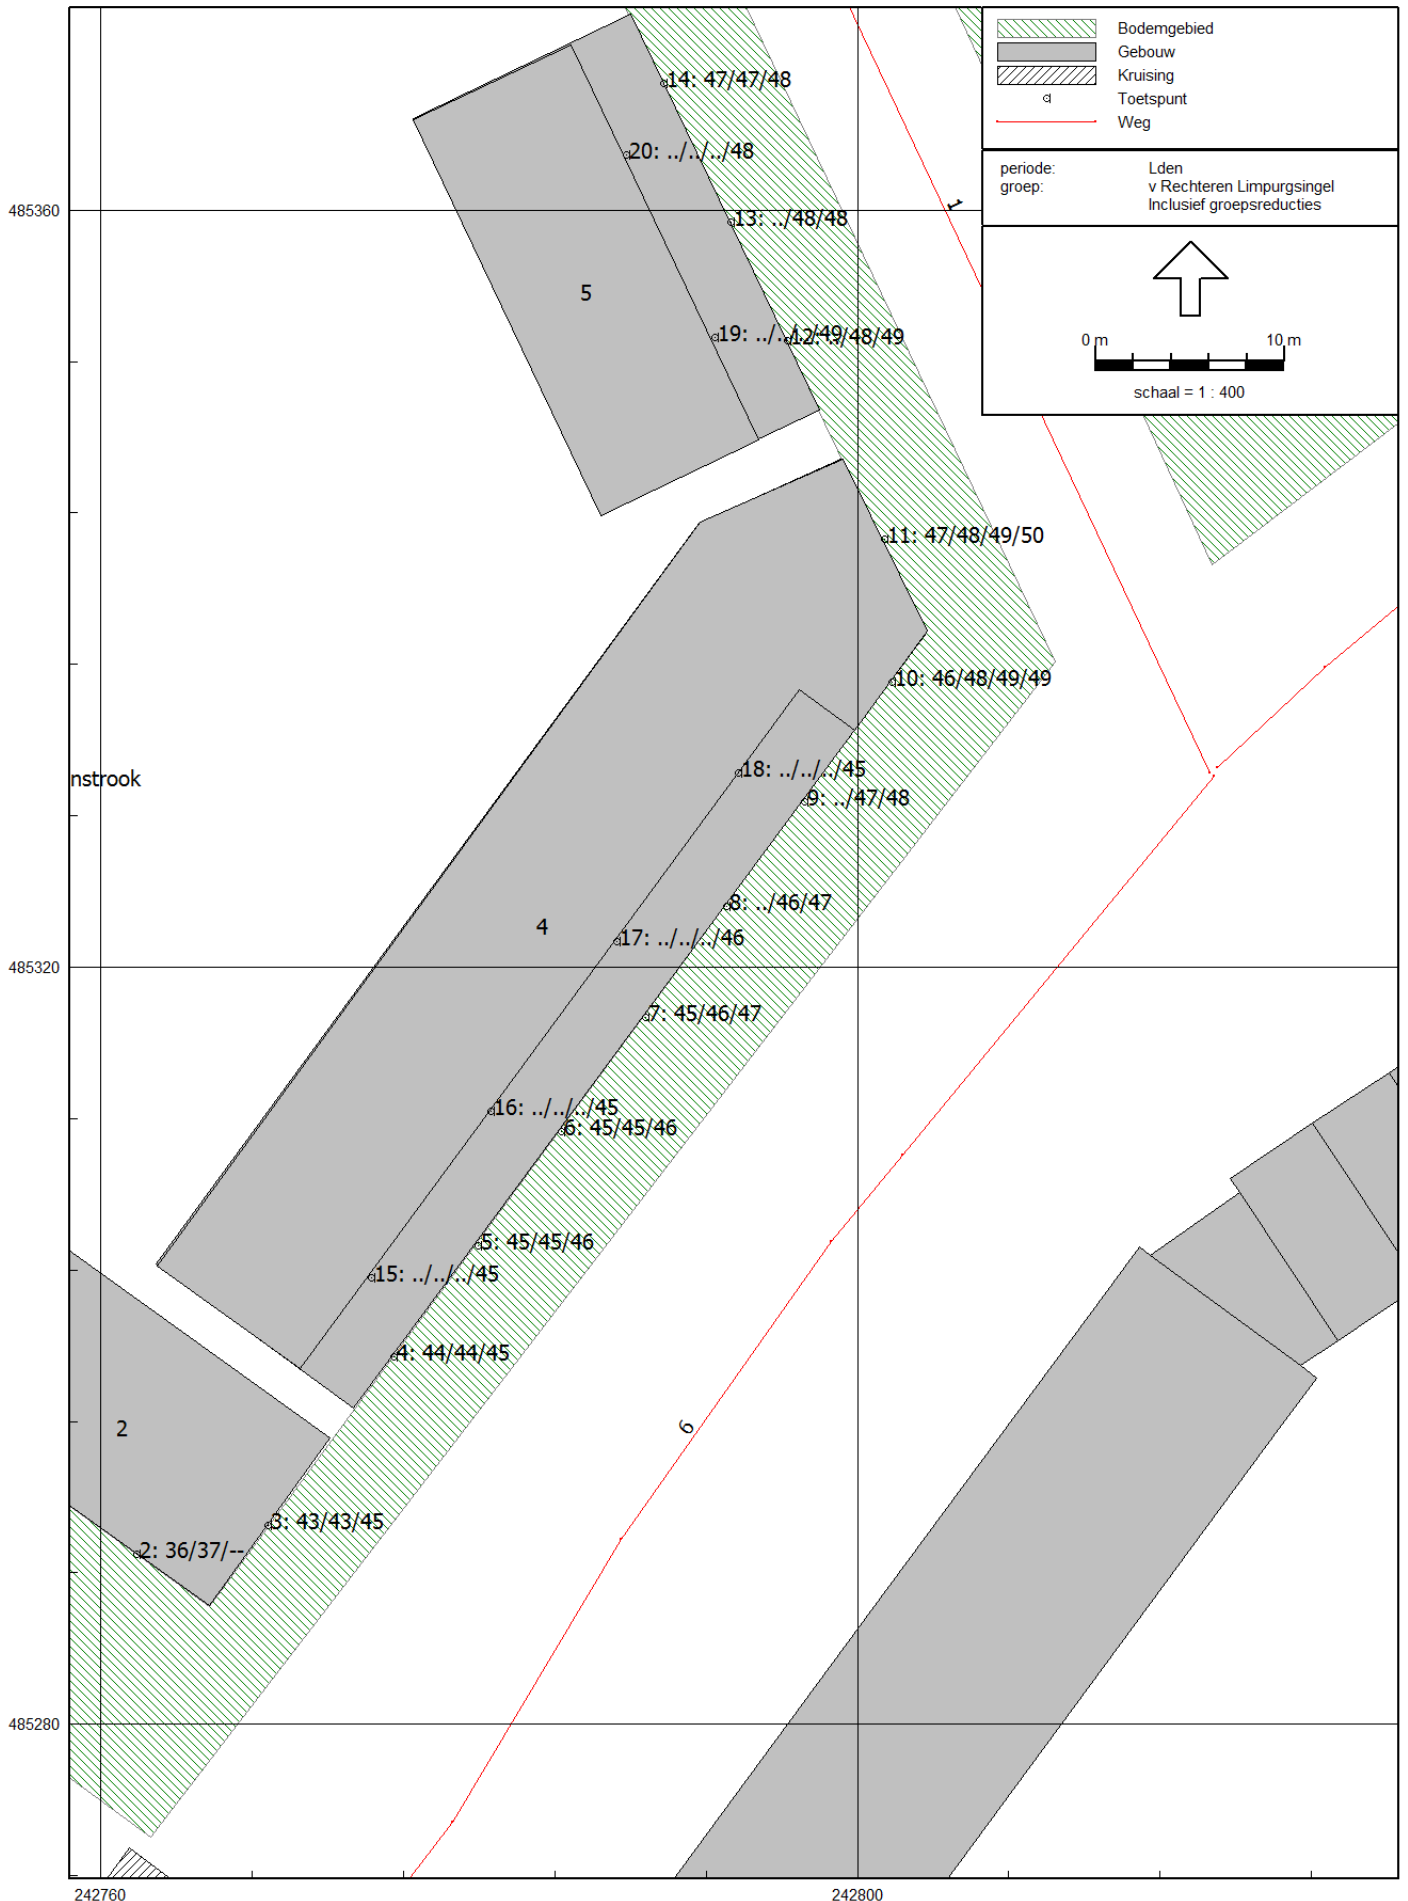 Bodemgebied
Gebouw
Kruising
Toetspunt
Weg
periode: Lden
groep: v Rechteren Limpurgsingel
Inclusief groepsreducties
0 m 10 m
schaal = 1 : 400
14: 47/47/48
20: ../../../48
1
485360
13: ../48/48
5
19: ../../../49
12: ../48/49
11: 47/48/49/50
10: 46/48/49/49
18: ../../../45
nstrook
9: ../47/48
8: ../46/47
4
17: ../../../46
485320
7: 45/46/47
16: ../../../45
6: 45/45/46
5: 45/45/46
15: ../../../45
4: 44/44/45
2
6
3: 43/43/45
2: 36/37/--
485280
242760 242800